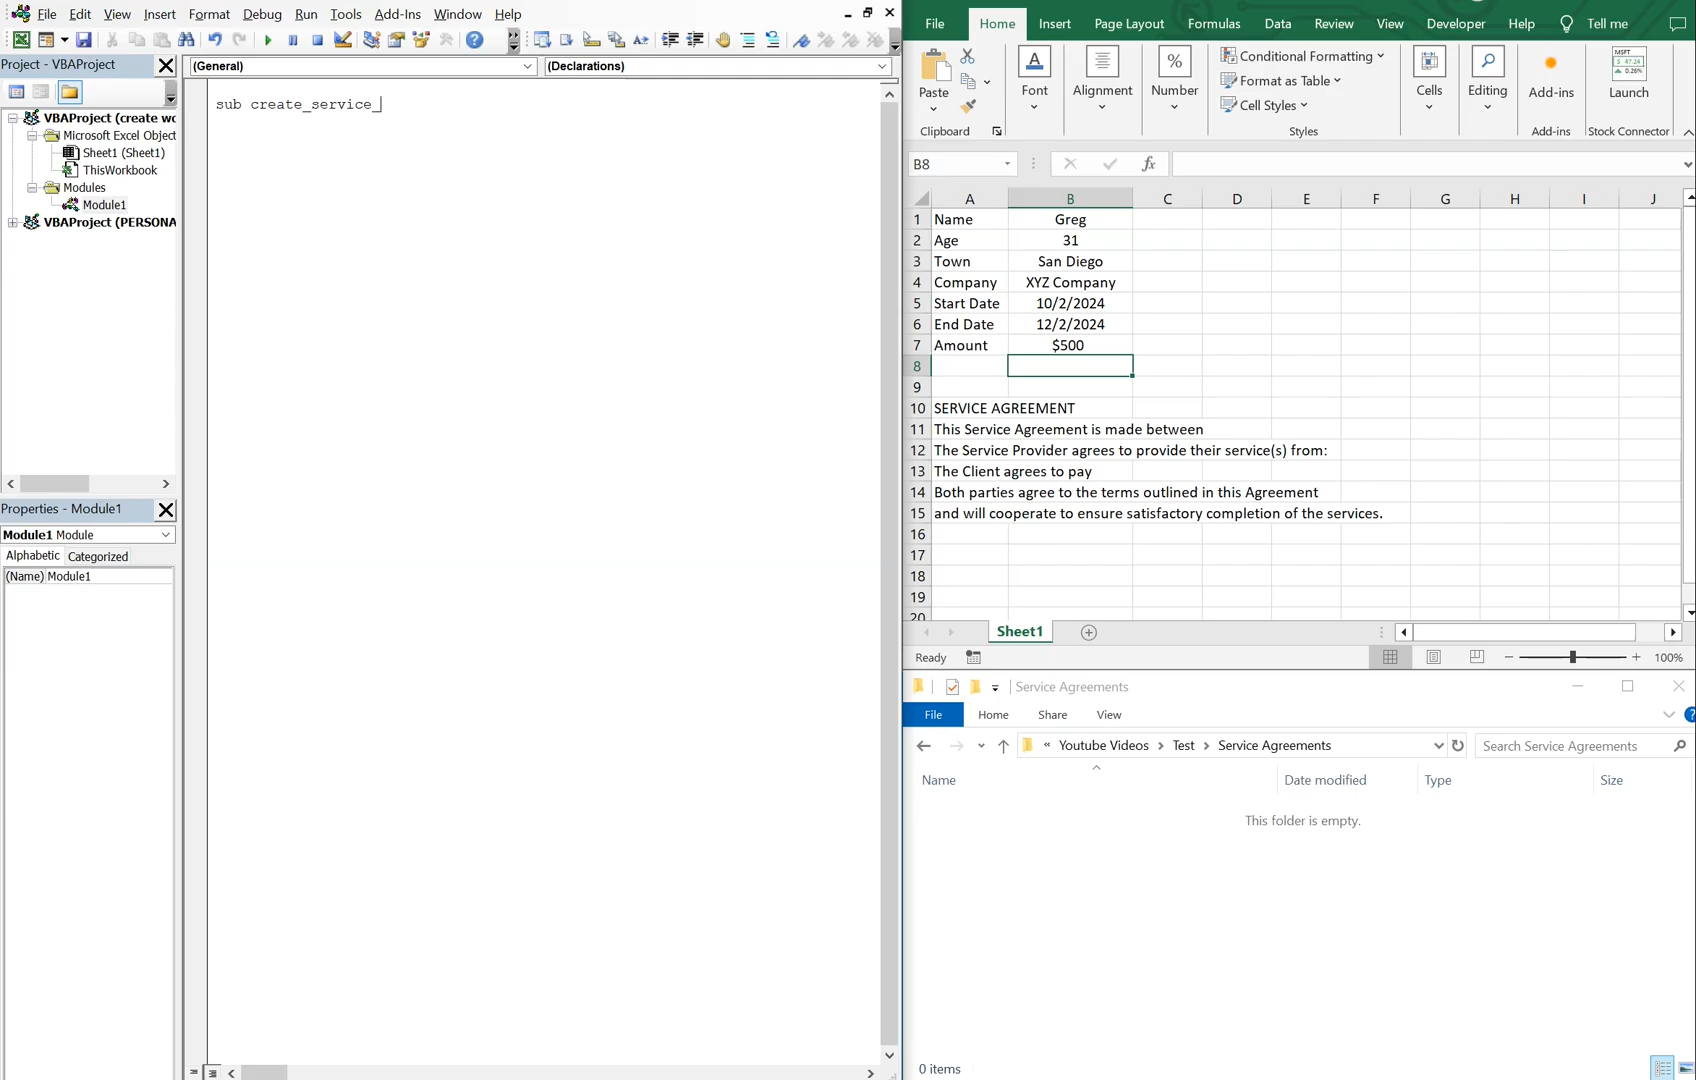 File Edit View Insert Format Debug Run Tools Add-Ins Window Help
Project - VBAProject
(General)
(Declarations)
sub create_service_
VBAProject (create wo
Microsoft Excel Object
Sheet1 (Sheet1)
ThisWorkbook
Modules
Module1
VBAProject (PERSONA
Properties - Module1
Module1 Module
Alphabetic Categorized
(Name) Module1
File Home Insert Page Layout Formulas Data Review View Developer Help Tell me
Paste
Font
Alignment
Number
Conditional Formatting
Format as Table
Cell Styles
Cells
Editing
Add-ins
MSFT
$ 47.24
0.26%
Launch
Clipboard
Styles
Add-ins
Stock Connector
B8
fx
A B C D E F G H I J
1 Name Greg
2 Age 31
3 Town San Diego
4 Company XYZ Company
5 Start Date 10/2/2024
6 End Date 12/2/2024
7 Amount $500
8
9
10 SERVICE AGREEMENT
11 This Service Agreement is made between
12 The Service Provider agrees to provide their service(s) from:
13 The Client agrees to pay
14 Both parties agree to the terms outlined in this Agreement
15 and will cooperate to ensure satisfactory completion of the services.
16
17
18
19
20
Sheet1
Ready
100%
Service Agreements
File Home Share View
« Youtube Videos > Test > Service Agreements
Search Service Agreements
Name Date modified Type Size
This folder is empty.
0 items